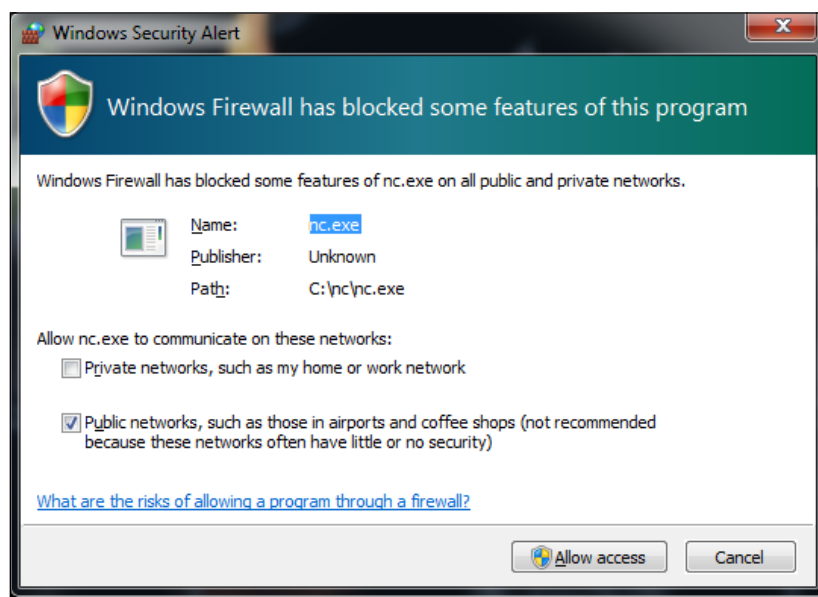 Windows Security Alert
Windows Firewall has blocked some features of this program
Windows Firewall has blocked some features of nc.exe on all public and private networks.
Name: nc.exe
Publisher: Unknown
Path: C:\nc\nc.exe
Allow nc.exe to communicate on these networks:
Private networks, such as my home or work network
Public networks, such as those in airports and coffee shops (not recommended
because these networks often have little or no security)
What are the risks of allowing a program through a firewall?
Allow access Cancel